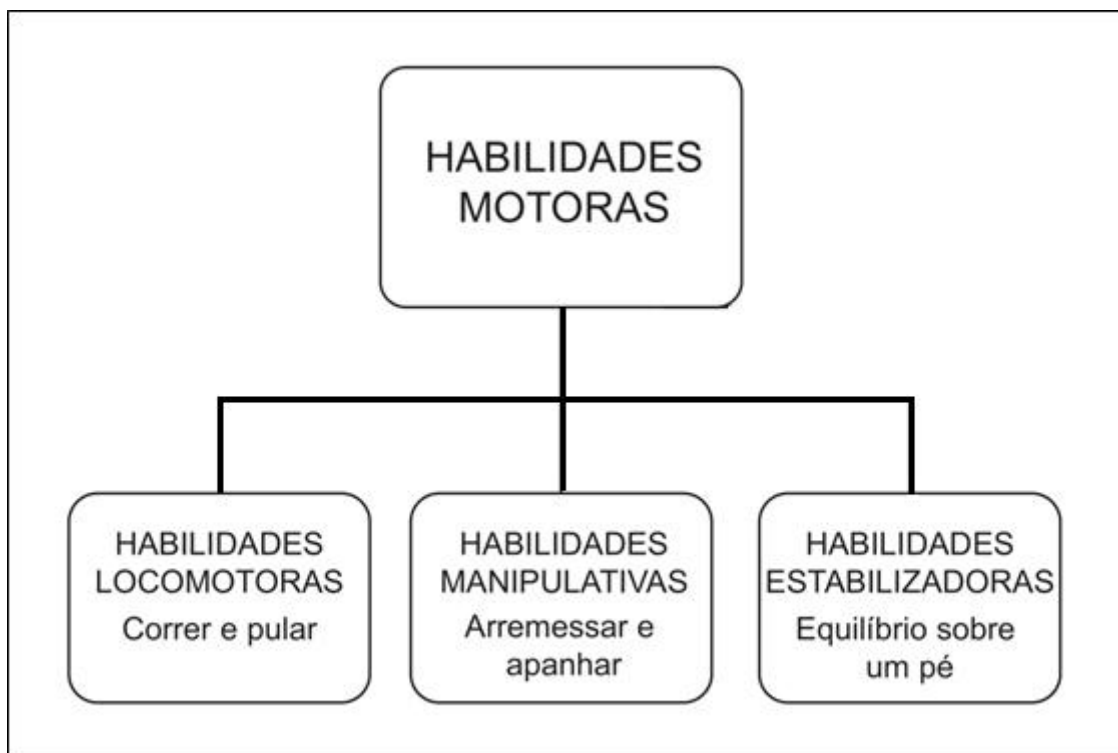 HABILIDADES
MOTORAS
HABILIDADES
LOCOMOTORAS
Correr e pular
HABILIDADES
MANIPULATIVAS
Arremessar e
apanhar
HABILIDADES
ESTABILIZADORAS
Equilíbrio sobre
um pé